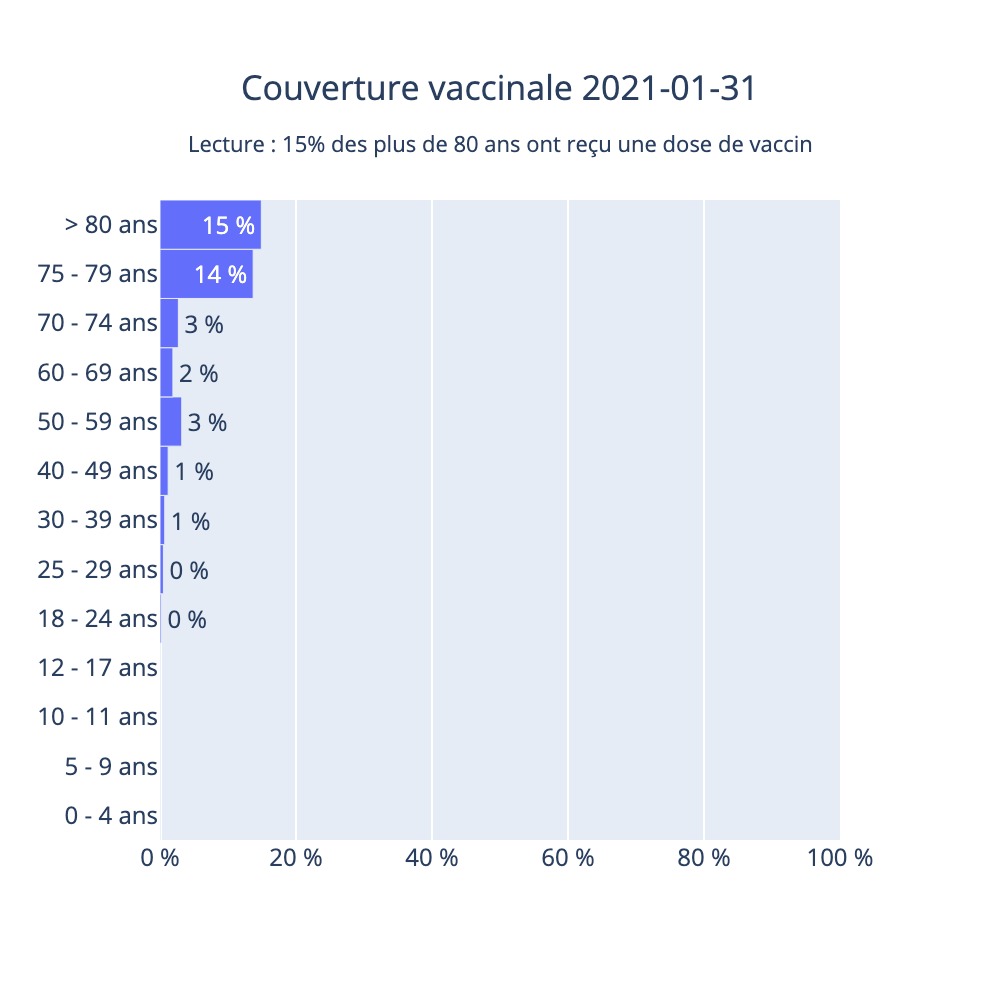 Couverture vaccinale 2021-01-31
Lecture : 15% des plus de 80 ans ont reçu une dose de vaccin
> 80 ans 15 %
75 - 79 ans 14 %
70 - 74 ans 3 %
60 - 69 ans 2 %
50 - 59 ans 3 %
40 - 49 ans 1 %
30 - 39 ans 1 %
25 - 29 ans 0 %
18 - 24 ans 0 %
12 - 17 ans
10 - 11 ans
5 - 9 ans
0 - 4 ans
0 % 20 % 40 % 60 % 80 % 100 %